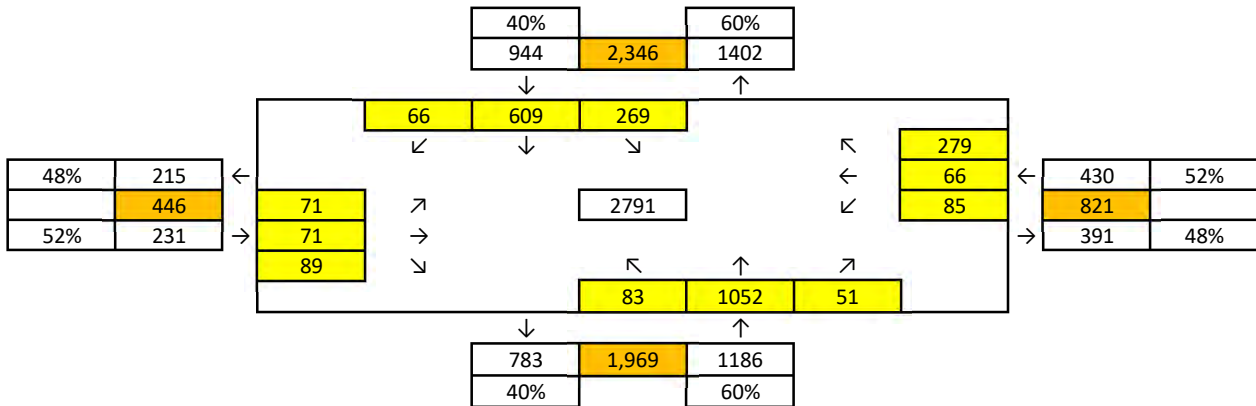 40% 60%
944 2,346 1402
↓ ↑
66 609 269
↙ ↓ ↘ ↖ 279
48% 215 ← ← 66 ← 430 52%
446 71 ↗ 2791 ↙ 85 821
52% 231 → 71 → → 391 48%
89 ↘ ↖ ↑ ↗
83 1052 51
↓ ↑
783 1,969 1186
40% 60%